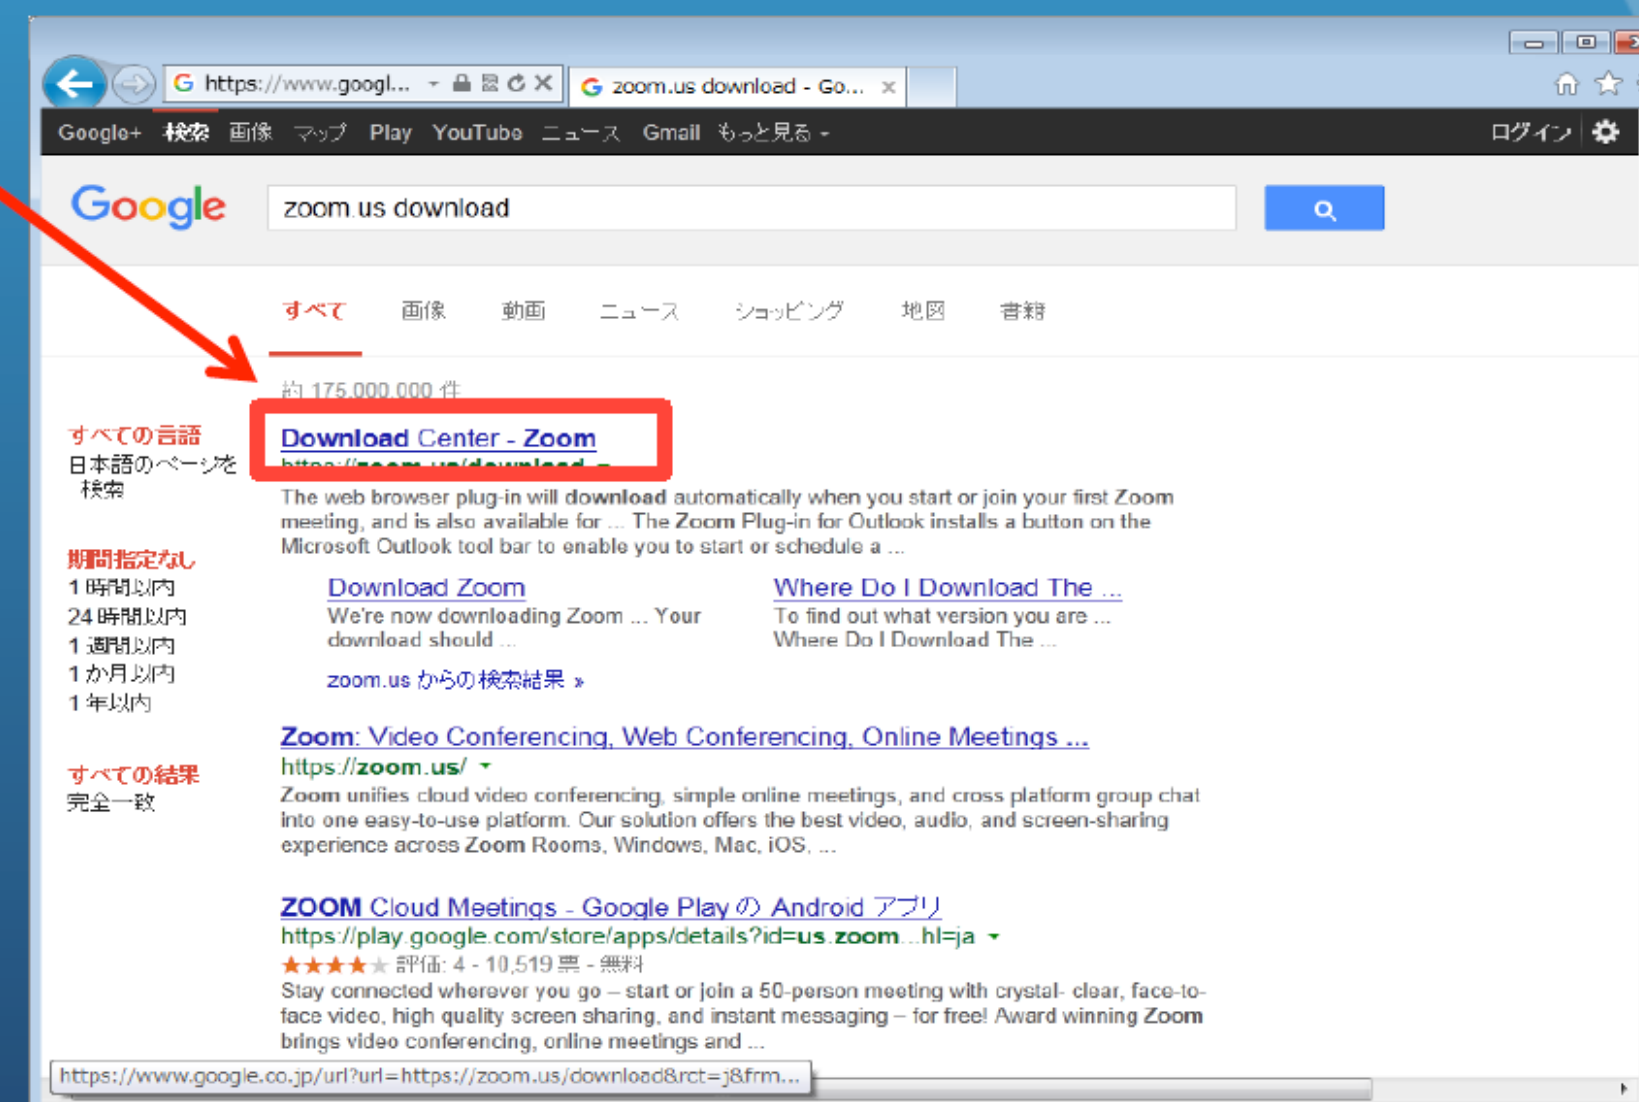 https://www.googl...
zoom.us download - Go...
Google+ 検索 画像 マップ Play YouTube ニュース Gmail もっと見る
ログイン
Google
zoom.us download
すべて 画像 動画 ニュース ショッピング 地図 書籍
約 175,000,000 件
すべての言語
日本語のページを
検索
期間指定なし
1 時間以内
24 時間以内
1 週間以内
1 か月以内
1 年以内
すべての結果
完全一致
Download Center - Zoom
https://zoom.us/download
The web browser plug-in will download automatically when you start or join your first Zoom
meeting, and is also available for ... The Zoom Plug-in for Outlook installs a button on the
Microsoft Outlook tool bar to enable you to start or schedule a ...
Download Zoom
We're now downloading Zoom ... Your
download should ...
Where Do I Download The ...
To find out what version you are ...
Where Do I Download The ...
zoom.us からの検索結果 »
Zoom: Video Conferencing, Web Conferencing, Online Meetings ...
https://zoom.us/
Zoom unifies cloud video conferencing, simple online meetings, and cross platform group chat
into one easy-to-use platform. Our solution offers the best video, audio, and screen-sharing
experience across Zoom Rooms, Windows, Mac, iOS, ...
ZOOM Cloud Meetings - Google Play の Android アプリ
https://play.google.com/store/apps/details?id=us.zoom...hl=ja
評価: 4 - 10,519 票 - 無料
Stay connected wherever you go – start or join a 50-person meeting with crystal- clear, face-to-
face video, high quality screen sharing, and instant messaging – for free! Award winning Zoom
brings video conferencing, online meetings and ...
https://www.google.co.jp/url?url=https://zoom.us/download&rct=j&frm...